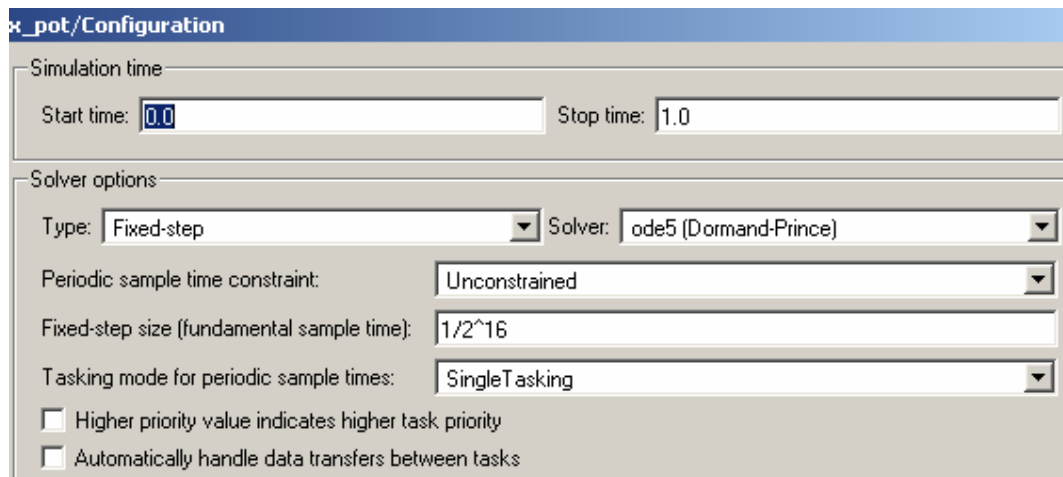 x_pot/Configuration
Simulation time
Start time: 0.0 Stop time: 1.0
Solver options
Type: Fixed-step Solver: ode5 (Dormand-Prince)
Periodic sample time constraint: Unconstrained
Fixed-step size (fundamental sample time): 1/2^16
Tasking mode for periodic sample times: SingleTasking
Higher priority value indicates higher task priority
Automatically handle data transfers between tasks